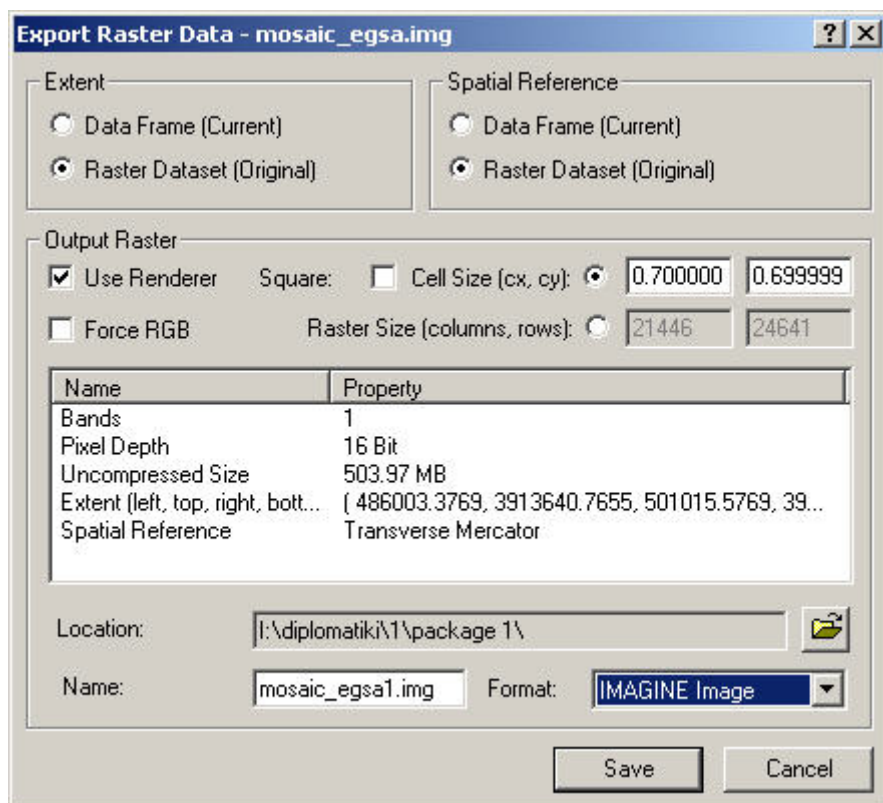 Export Raster Data - mosaic_egsa.img
Extent
Data Frame (Current)
Raster Dataset (Original)
Spatial Reference
Data Frame (Current)
Raster Dataset (Original)
Output Raster
Use Renderer Square: Cell Size (cx, cy): 0.700000 0.699999
Force RGB Raster Size (columns, rows): 21446 24641
Name Property
Bands 1
Pixel Depth 16 Bit
Uncompressed Size 503.97 MB
Extent (left, top, right, bott... ( 486003.3769, 3913640.7655, 501015.5769, 39...
Spatial Reference Transverse Mercator
Location: I:\diplomatiki\1\package 1\
Name: mosaic_egsa1.img Format: IMAGINE Image
Save Cancel